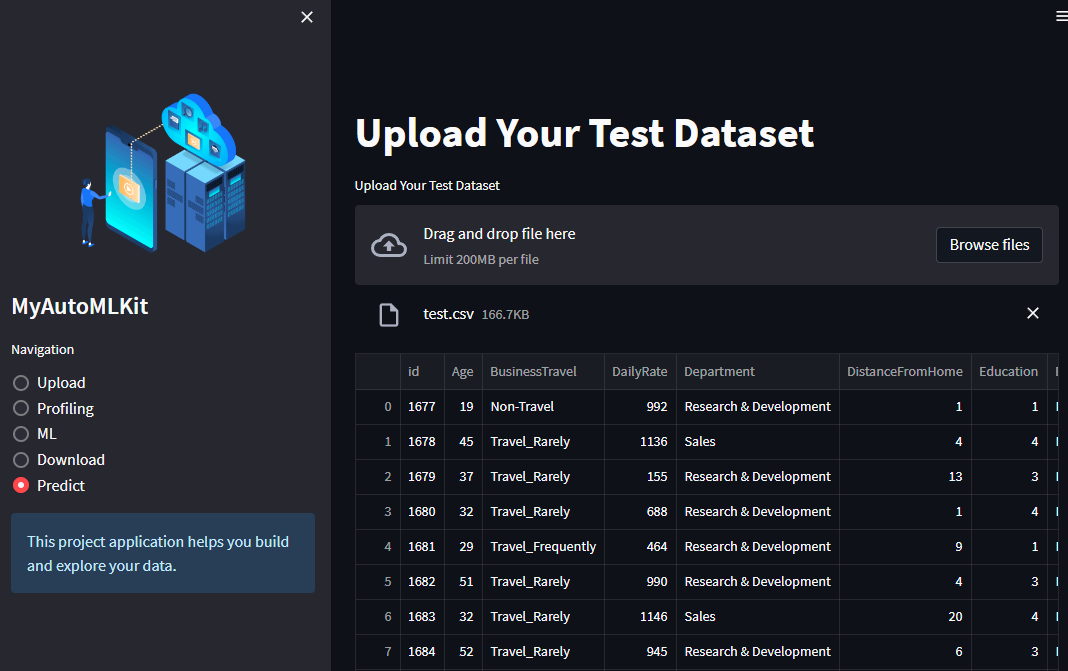 MyAutoMLKit
Navigation
Upload
Profiling
ML
Download
Predict
This project application helps you build
and explore your data.
Upload Your Test Dataset
Upload Your Test Dataset
Drag and drop file here
Limit 200MB per file
Browse files
test.csv 166.7KB
id Age BusinessTravel DailyRate Department DistanceFromHome Education
0 1677 19 Non-Travel 992 Research & Development 1 1
1 1678 45 Travel_Rarely 1136 Sales 4 4
2 1679 37 Travel_Rarely 155 Research & Development 13 3
3 1680 32 Travel_Rarely 688 Research & Development 1 4
4 1681 29 Travel_Frequently 464 Research & Development 9 1
5 1682 51 Travel_Rarely 990 Research & Development 4 3
6 1683 32 Travel_Rarely 1146 Sales 20 4
7 1684 52 Travel_Rarely 945 Research & Development 6 3